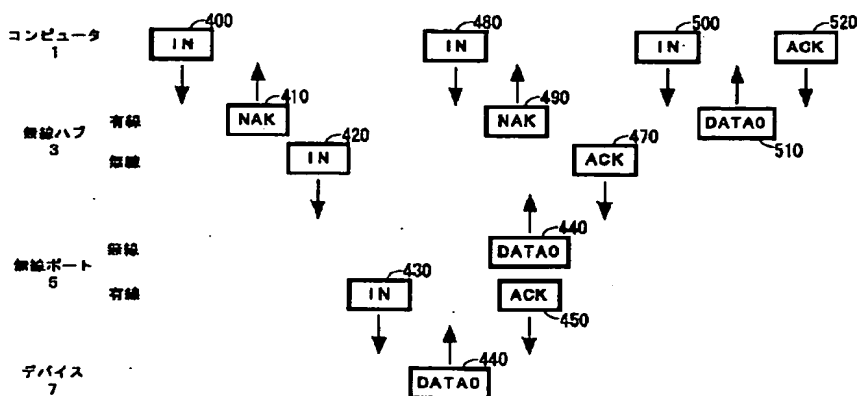 400
480
500
520
コンピュータ
1
IN
IN
IN
ACK
410
490
有線
NAK
NAK
DATA0
無線ハブ
3
420
470
510
無線
IN
ACK
440
無線
DATA0
無線ポート
5
430
有線
IN
ACK
450
440
デバイス
7
DATA0